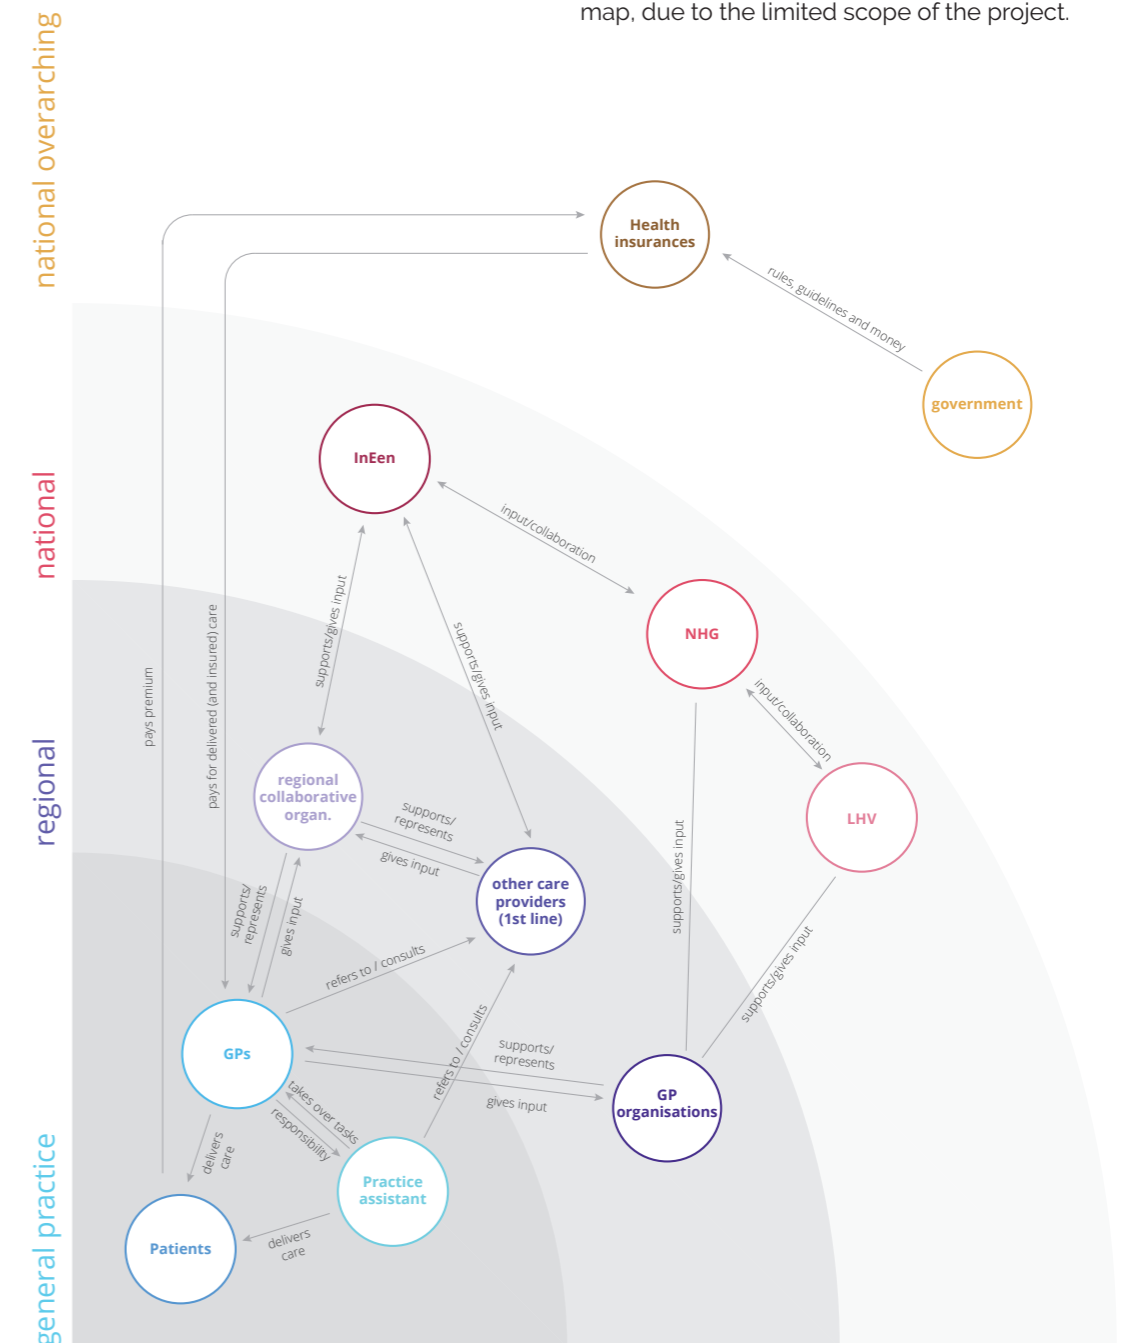 map, due to the limited scope of the project.
national overarching
Health
insurances
rules, guidelines and money
government
national
InEen
input/collaboration
NHG
input/collaboration
LHV
supports/gives input
supports/gives input
pays premium
pays for delivered (and insured) care
regional
regional
collaborative
organ.
supports/
represents
gives input
other care
providers
(1st line)
supports/gives input
supports/gives input
supports/
represents
gives input
refers to / consults
refers to / consults
GPs
supports/
represents
gives input
GP
organisations
takes over tasks
responsibility
delivers
care
Practice
assistant
general practice
Patients
delivers
care